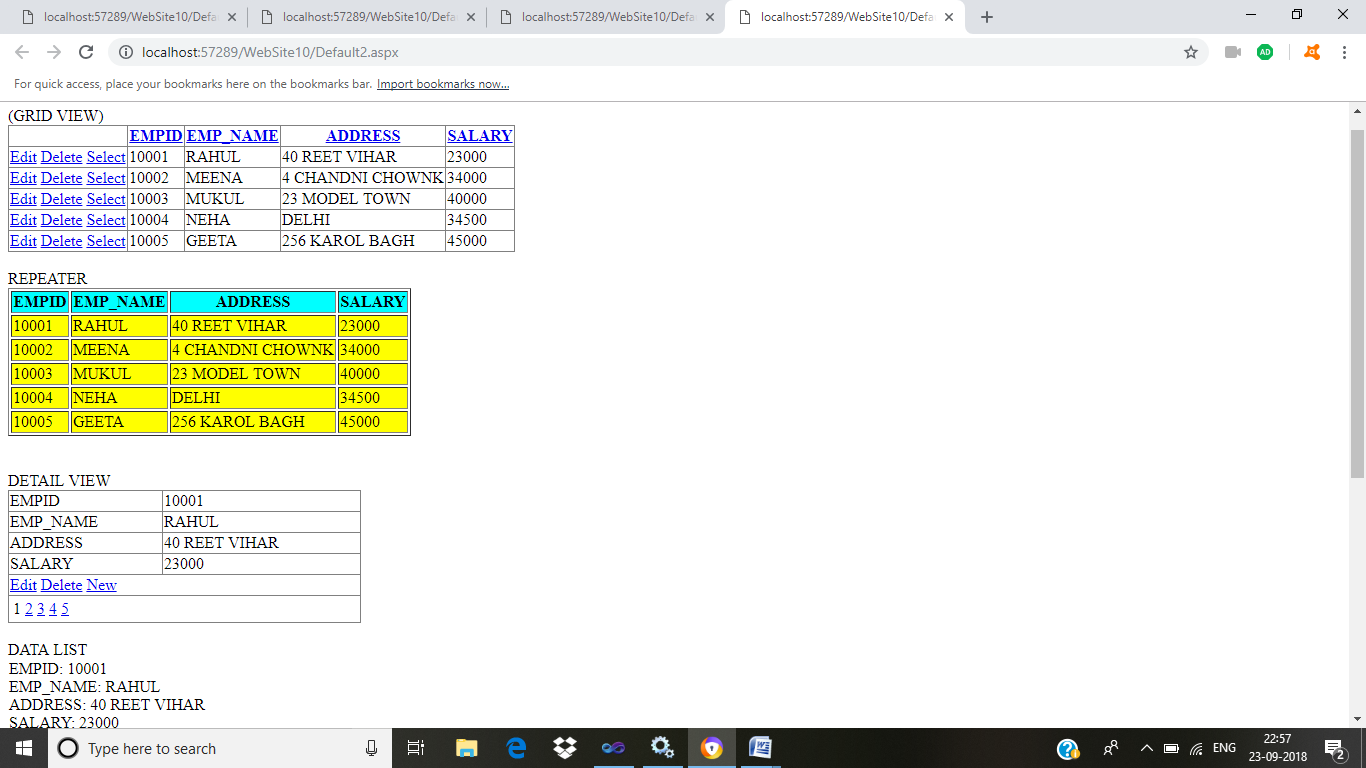 localhost:57289/WebSite10/Defa localhost:57289/WebSite10/Defa localhost:57289/WebSite10/Defa localhost:57289/WebSite10/Defa
localhost:57289/WebSite10/Default2.aspx AD
For quick access, place your bookmarks here on the bookmarks bar. Import bookmarks now...
(GRID VIEW)
EMPID EMP_NAME ADDRESS SALARY
Edit Delete Select 10001 RAHUL 40 REET VIHAR 23000
Edit Delete Select 10002 MEENA 4 CHANDNI CHOWNK 34000
Edit Delete Select 10003 MUKUL 23 MODEL TOWN 40000
Edit Delete Select 10004 NEHA DELHI 34500
Edit Delete Select 10005 GEETA 256 KAROL BAGH 45000
REPEATER
EMPID EMP_NAME ADDRESS SALARY
10001 RAHUL 40 REET VIHAR 23000
10002 MEENA 4 CHANDNI CHOWNK 34000
10003 MUKUL 23 MODEL TOWN 40000
10004 NEHA DELHI 34500
10005 GEETA 256 KAROL BAGH 45000
DETAIL VIEW
EMPID 10001
EMP_NAME RAHUL
ADDRESS 40 REET VIHAR
SALARY 23000
Edit Delete New
1 2 3 4 5
DATA LIST
EMPID: 10001
EMP_NAME: RAHUL
ADDRESS: 40 REET VIHAR
SALARY: 23000
Type here to search ENG 22:57
23-09-2018 2